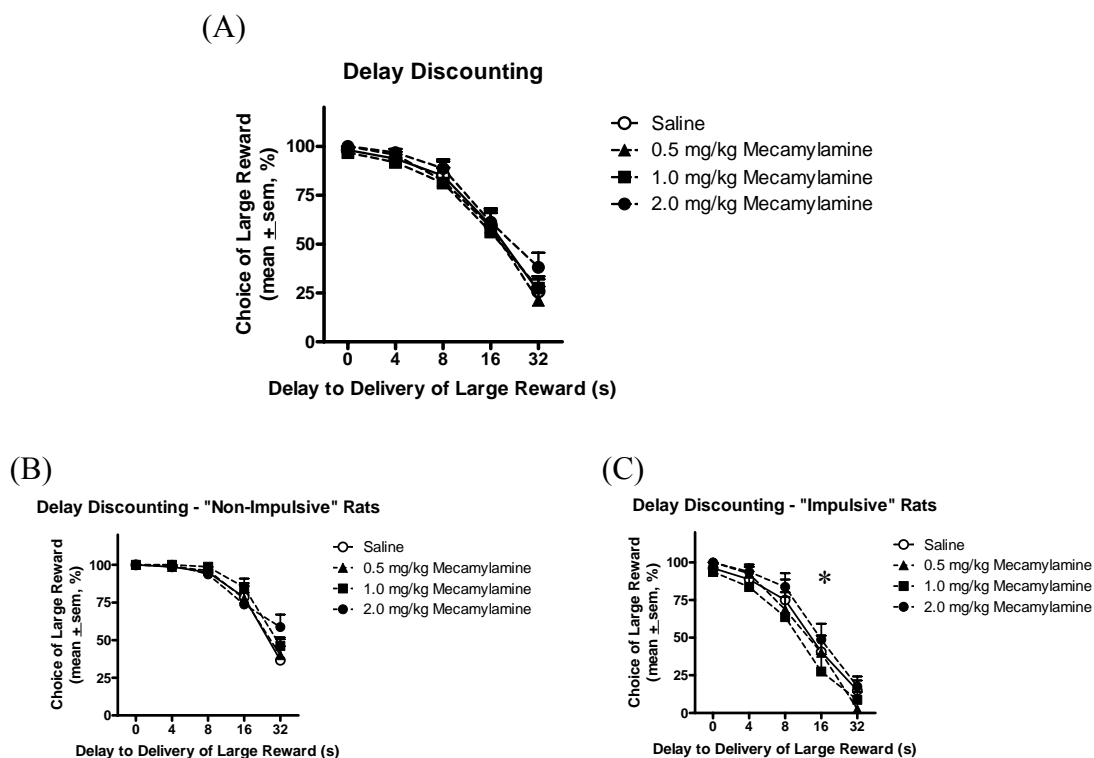 (A)
Delay Discounting
Choice of Large Reward
(mean ± sem, %)
100
75
50
25
0
0 4 8 16 32
Delay to Delivery of Large Reward (s)
Saline
0.5 mg/kg Mecamylamine
1.0 mg/kg Mecamylamine
2.0 mg/kg Mecamylamine
(B)
Delay Discounting - "Non-Impulsive" Rats
Choice of Large Reward
(mean ± sem, %)
100
75
50
25
0
0 4 8 16 32
Delay to Delivery of Large Reward (s)
Saline
0.5 mg/kg Mecamylamine
1.0 mg/kg Mecamylamine
2.0 mg/kg Mecamylamine
(C)
Delay Discounting - "Impulsive" Rats
Choice of Large Reward
(mean ± sem, %)
100
75
50
25
0
*
0 4 8 16 32
Delay to Delivery of Large Reward (s)
Saline
0.5 mg/kg Mecamylamine
1.0 mg/kg Mecamylamine
2.0 mg/kg Mecamylamine